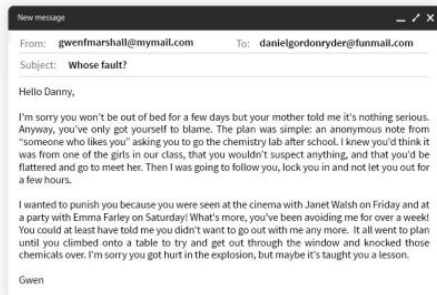 New message
From: gwenfmarshall@mymail.com To: danielgordonryder@funmail.com
Subject: Whose fault?
Hello Danny,
I'm sorry you won't be out of bed for a few days but your mother told me it's nothing serious.
Anyway, you've only got yourself to blame. The plan was simple: an anonymous note from
"someone who likes you" asking you to go the chemistry lab after school. I knew you'd think it
was from one of the girls in our class, that you wouldn't suspect anything, and that you'd be
flattered and go to meet her. Then I was going to follow you, lock you in and not let you out for
a few hours.
I wanted to punish you because you were seen at the cinema with Janet Walsh on Friday and at
a party with Emma Farley on Saturday! What's more, you've been avoiding me for over a week!
You could at least have told me you didn't want to go out with me any more. It all went to plan
until you climbed onto a table to try and get out through the window and knocked those
chemicals over. I'm sorry you got hurt in the explosion, but maybe it's taught you a lesson.
Gwen